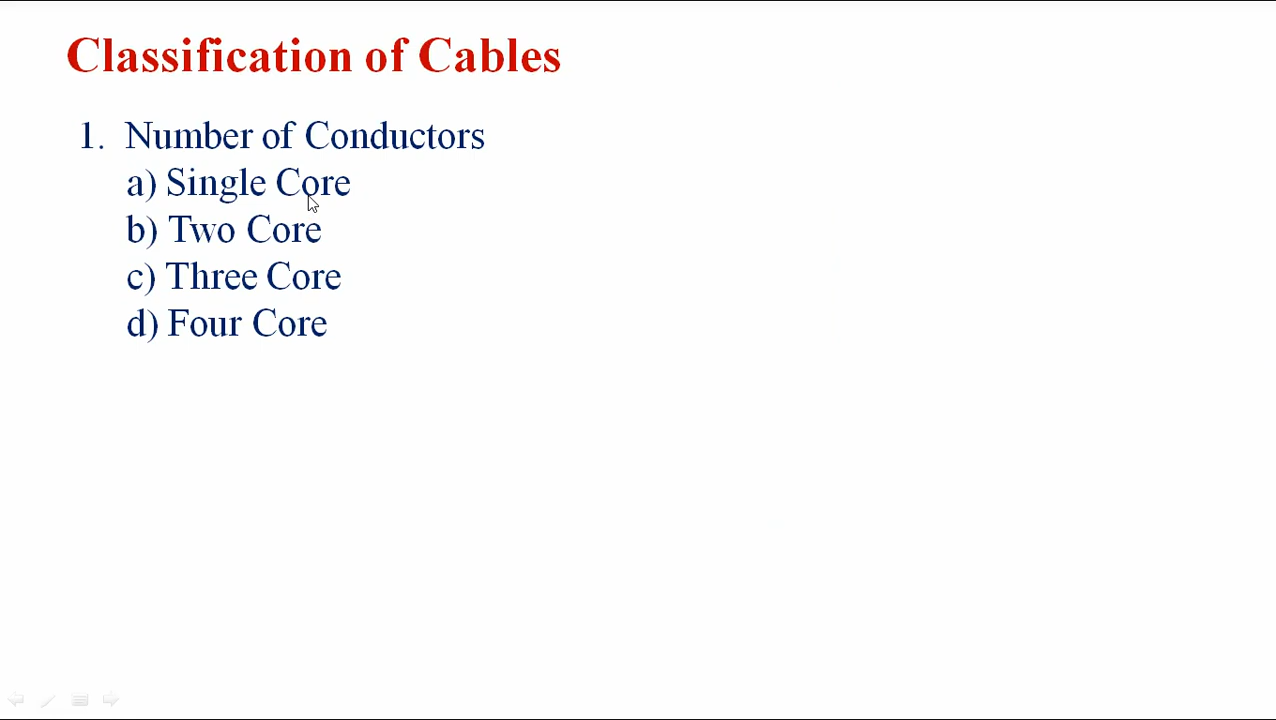 Classification of Cables
1. Number of Conductors
a) Single Core
b) Two Core
c) Three Core
d) Four Core